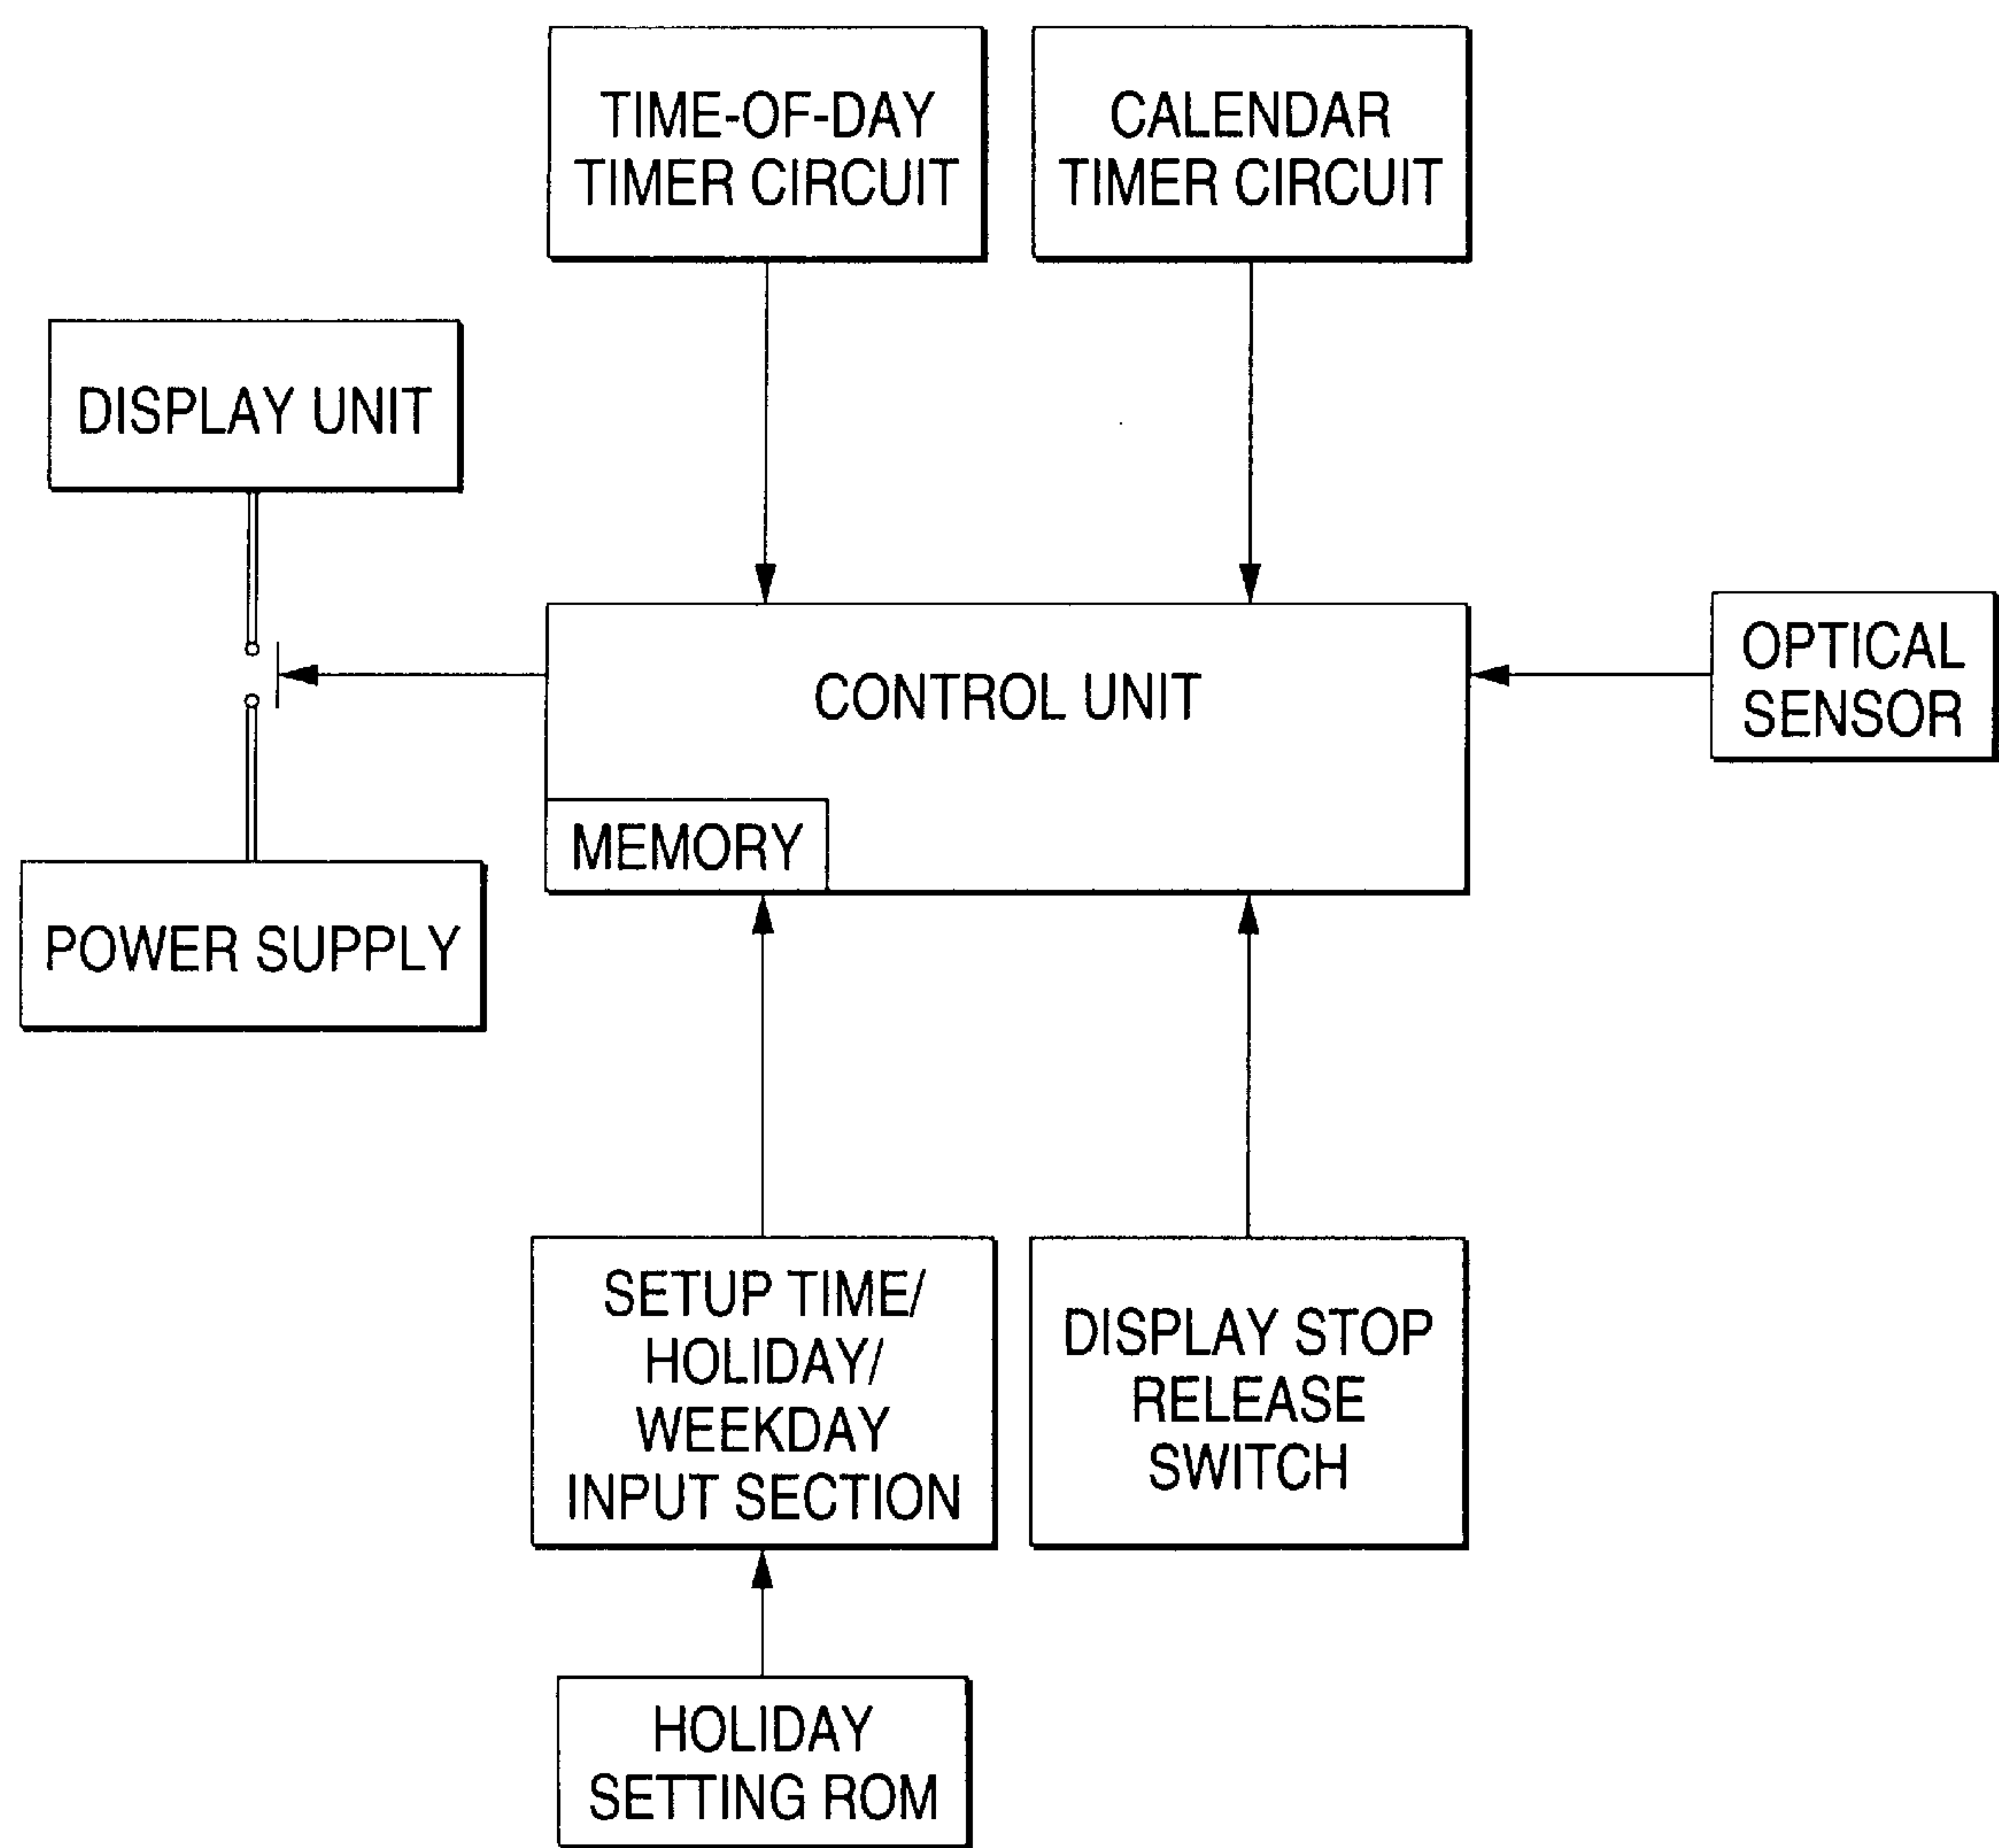 TIME-OF-DAY
TIMER CIRCUIT
CALENDAR
TIMER CIRCUIT
DISPLAY UNIT
CONTROL UNIT
OPTICAL
SENSOR
MEMORY
POWER SUPPLY
SETUP TIME/
HOLIDAY/
WEEKDAY
INPUT SECTION
DISPLAY STOP
RELEASE
SWITCH
HOLIDAY
SETTING ROM